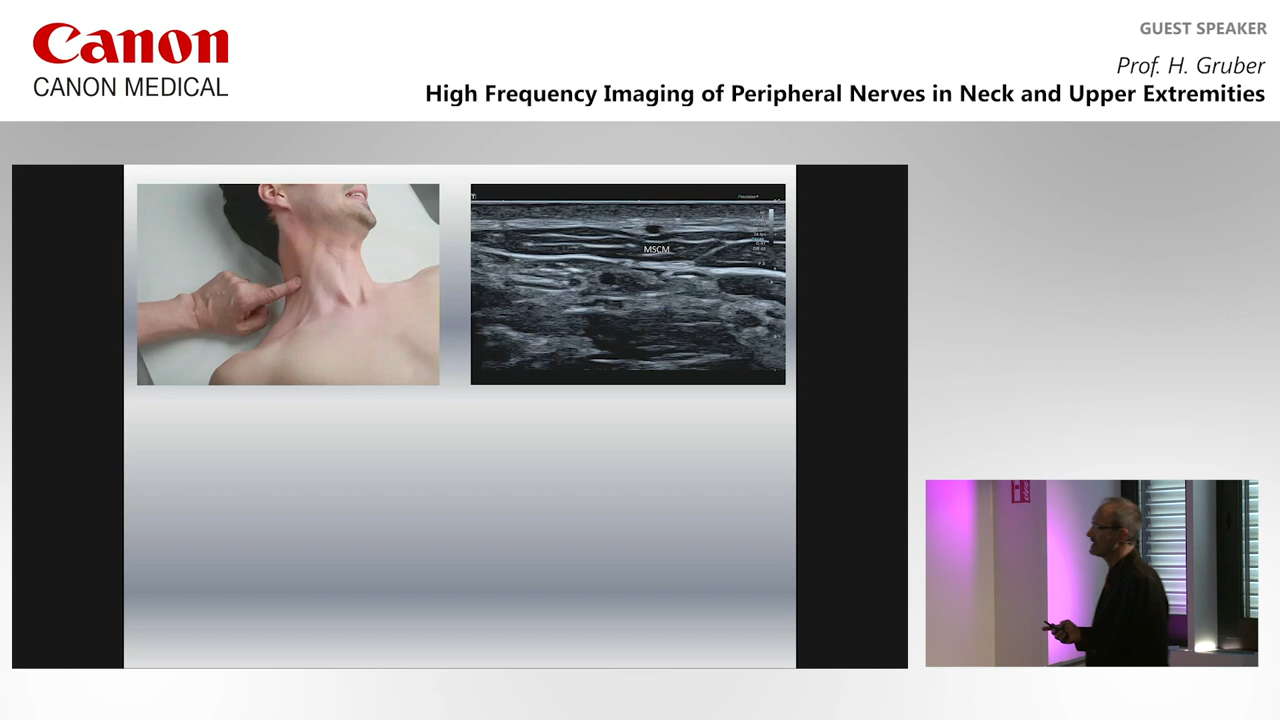 Canon
CANON MEDICAL
GUEST SPEAKER
Prof. H. Gruber
High Frequency Imaging of Peripheral Nerves in Neck and Upper Extremities
MSCM